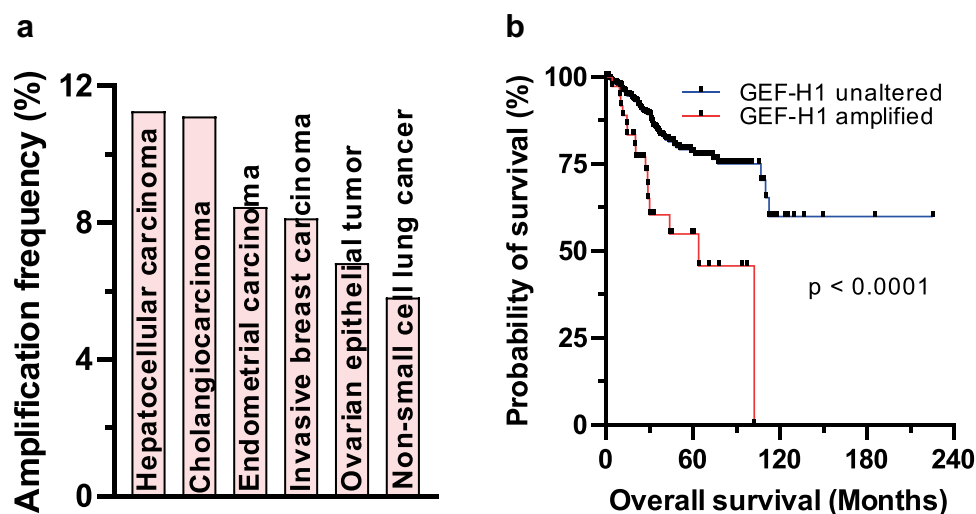 a
Amplification frequency (%)
12
8
4
0
Hepatocellular carcinoma
Cholangiocarcinoma
Endometrial carcinoma
Invasive breast carcinoma
Ovarian epithelial tumor
Non-small cell lung cancer
b
Probability of survival (%)
100
75
50
25
0
GEF-H1 unaltered
GEF-H1 amplified
p < 0.0001
0 60 120 180 240
Overall survival (Months)